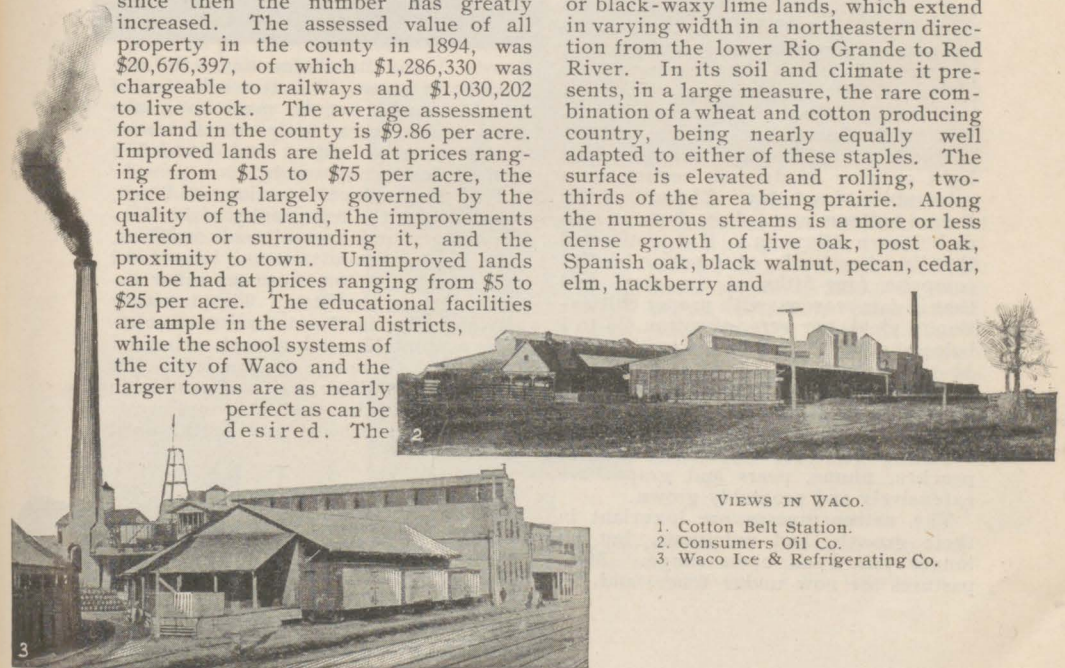 since then the number has greatly
increased. The assessed value of all
property in the county in 1894, was
$20,676,397, of which $1,286,330 was
chargeable to railways and $1,030,202
to live stock. The average assessment
for land in the county is $9.86 per acre.
Improved lands are held at prices rang-
ing from $15 to $75 per acre, the
price being largely governed by the
quality of the land, the improvements
thereon or surrounding it, and the
proximity to town. Unimproved lands
can be had at prices ranging from $5 to
$25 per acre. The educational facilities
are ample in the several districts,
while the school systems of
the city of Waco and the
larger towns are as nearly
perfect as can be
desired. The
or black-waxy lime lands, which extend
in varying width in a northeastern direc-
tion from the lower Rio Grande to Red
River. In its soil and climate it pre-
sents, in a large measure, the rare com-
bination of a wheat and cotton producing
country, being nearly equally well
adapted to either of these staples. The
surface is elevated and rolling, two-
thirds of the area being prairie. Along
the numerous streams is a more or less
dense growth of live oak, post oak,
Spanish oak, black walnut, pecan, cedar,
elm, hackberry and
2
VIEWS IN WACO.
1. Cotton Belt Station.
2. Consumers Oil Co.
3. Waco Ice & Refrigerating Co.
3